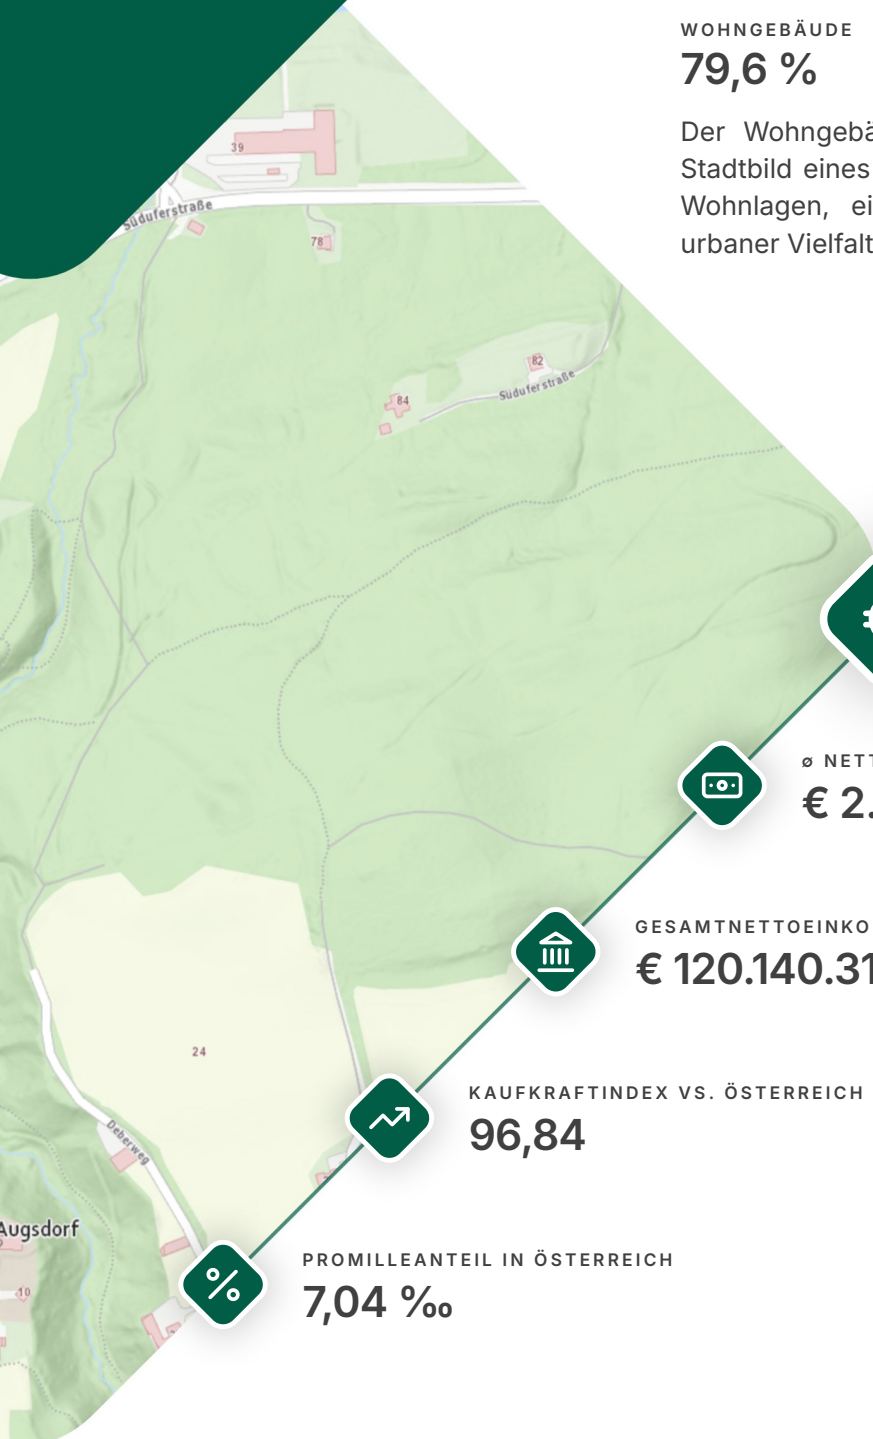 WOHNGEBÄUDE
79,6 %
Der Wohngebä
Stadtbild eines
Wohnlagen, ei
urbaner Vielfalt
39
Süduferstraße
78
82
Süduferstraße
84
ø NETT
€ 2.
GESAMTNETTOEINKO
€ 120.140.31
24
KAUFKRAFTINDEX VS. ÖSTERREICH
96,84
Deberweg
Augsdorf
10
PROMILLEANTEIL IN ÖSTERREICH
7,04 ‰